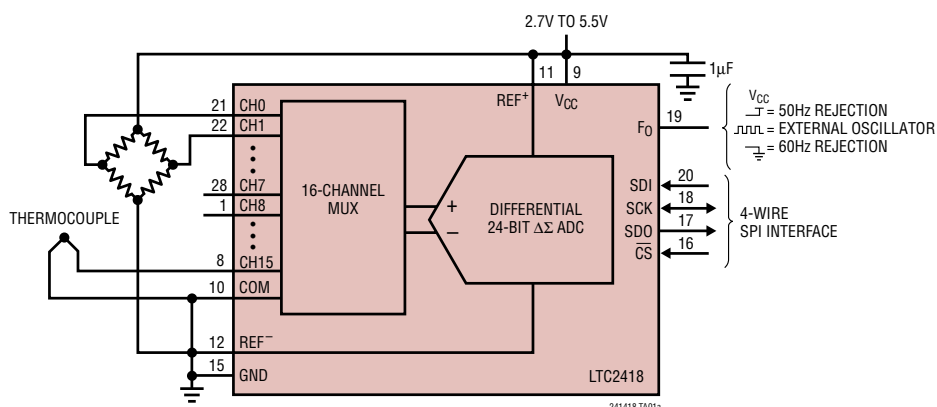 2.7V TO 5.5V
1µF
11
9
REF+
VCC
21 CH0
22 CH1
28 CH7
1 CH8
8 CH15
10 COM
12 REF–
15 GND
16-CHANNEL
MUX
+
–
DIFFERENTIAL
24-BIT ΔΣ ADC
THERMOCOUPLE
FO
19
VCC
= 50Hz REJECTION
= EXTERNAL OSCILLATOR
= 60Hz REJECTION
SDI 20
SCK 18
SDO 17
CS 16
4-WIRE
SPI INTERFACE
LTC2418
241418 TA01a